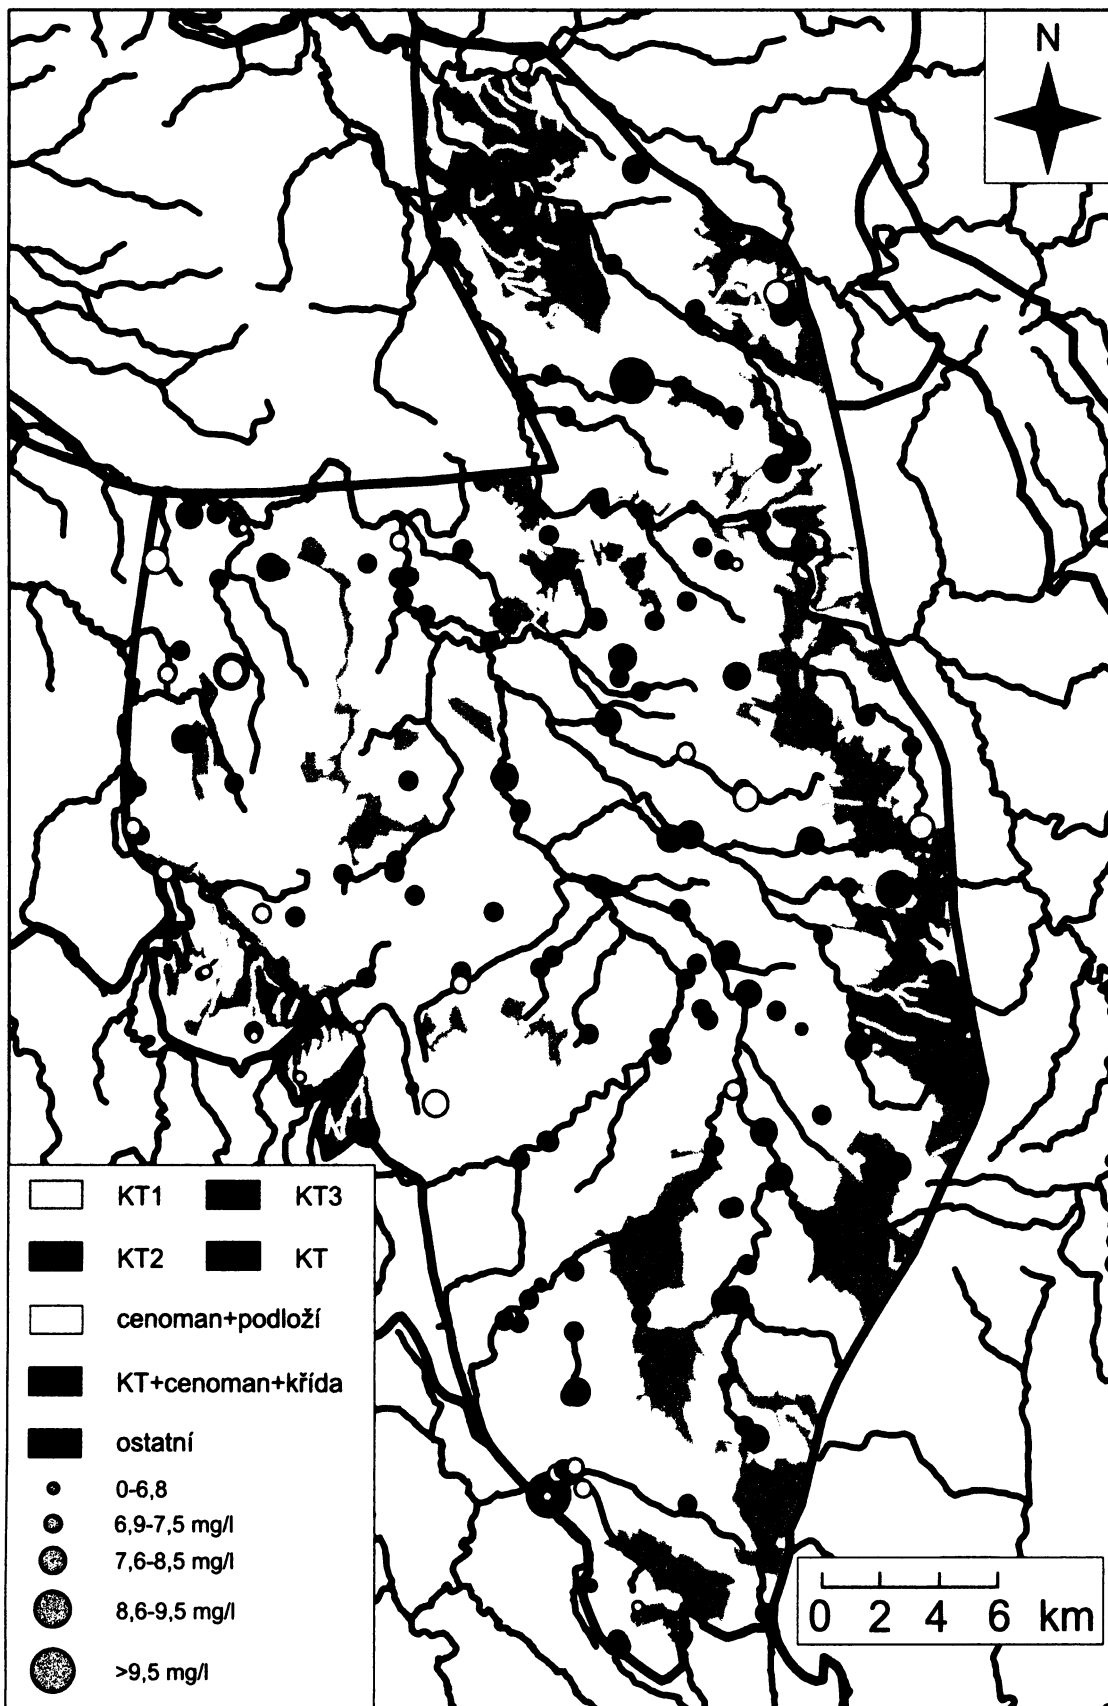 N
KT1 KT3
KT2 KT
cenoman+podloží
KT+cenoman+křída
ostatní
0-6,8
6,9-7,5 mg/l
7,6-8,5 mg/l
8,6-9,5 mg/l
>9,5 mg/l
0 2 4 6 km